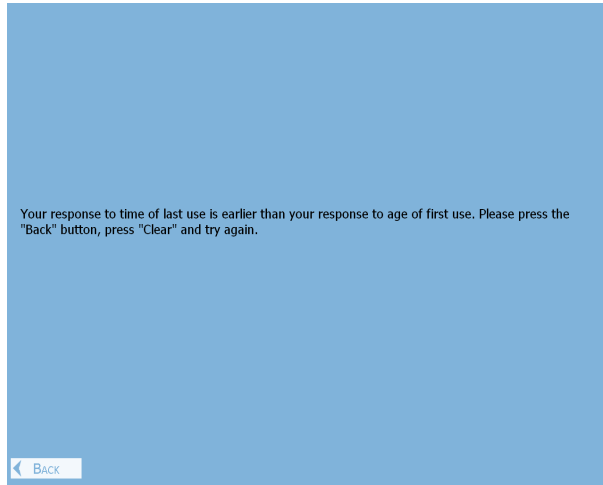 Your response to time of last use is earlier than your response to age of first use. Please press the
"Back" button, press "Clear" and try again.
BACK